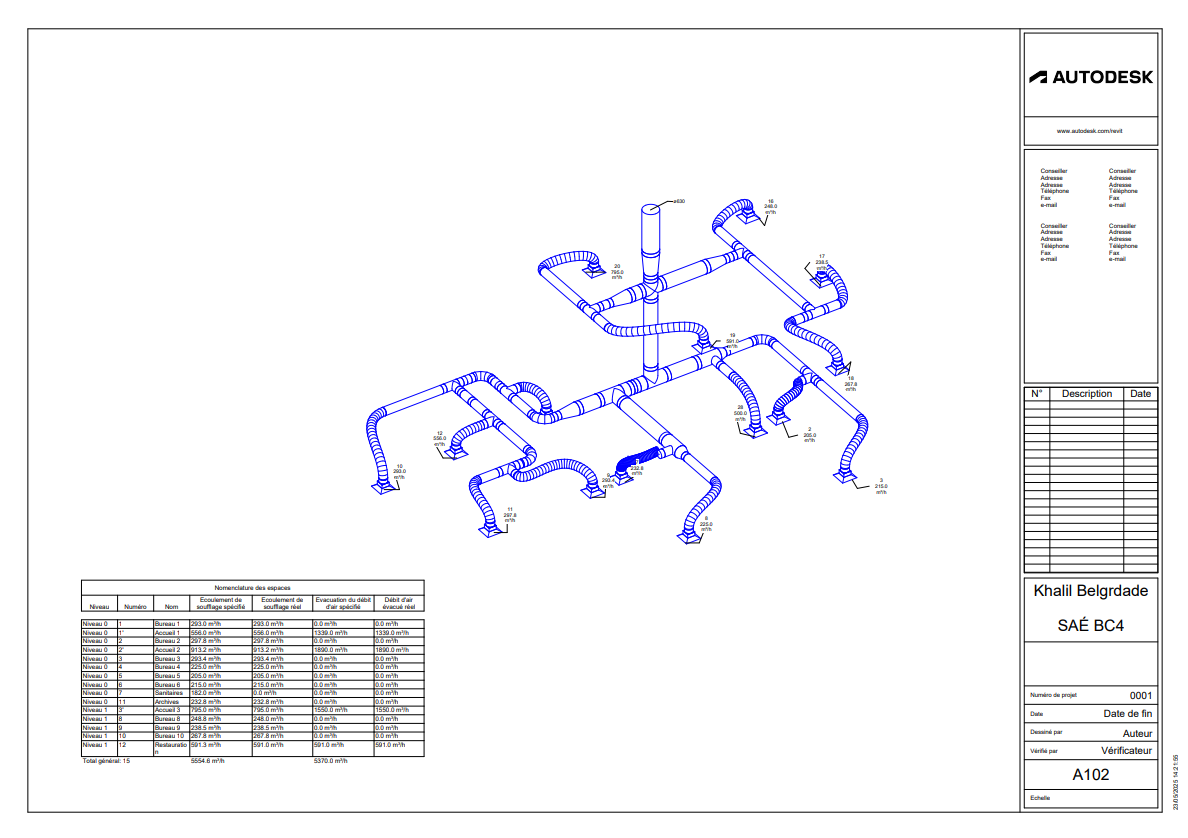 ø630
16
248.0
m³/h
17
238.5
m³/h
20
795.0
m³/h
19
591.0
m³/h
18
267.8
m³/h
28
500.0
m³/h
2
205.0
m³/h
12
556.0
m³/h
10
293.0
m³/h
9
293.4
m³/h
232.8
m³/h
3
215.0
m³/h
11
297.8
m³/h
8
225.0
m³/h
Nomenclature des espaces
Niveau Numéro Nom Ecoulement de soufflage spécifié Ecoulement de soufflage réel Evacuation du débit d'air spécifié Débit d'air évacué réel
Niveau 0 1 Bureau 1 293.0 m³/h 293.0 m³/h 0.0 m³/h 0.0 m³/h
Niveau 0 1' Accueil 1 556.0 m³/h 556.0 m³/h 1339.0 m³/h 1339.0 m³/h
Niveau 0 2 Bureau 2 297.8 m³/h 297.8 m³/h 0.0 m³/h 0.0 m³/h
Niveau 0 2' Accueil 2 913.2 m³/h 913.2 m³/h 1890.0 m³/h 1890.0 m³/h
Niveau 0 3 Bureau 3 293.4 m³/h 293.4 m³/h 0.0 m³/h 0.0 m³/h
Niveau 0 4 Bureau 4 225.0 m³/h 225.0 m³/h 0.0 m³/h 0.0 m³/h
Niveau 0 5 Bureau 5 205.0 m³/h 205.0 m³/h 0.0 m³/h 0.0 m³/h
Niveau 0 6 Bureau 6 215.0 m³/h 215.0 m³/h 0.0 m³/h 0.0 m³/h
Niveau 0 7 Sanitaires 182.0 m³/h 0.0 m³/h 0.0 m³/h 0.0 m³/h
Niveau 0 11 Archives 232.8 m³/h 232.8 m³/h 0.0 m³/h 0.0 m³/h
Niveau 1 3' Accueil 3 795.0 m³/h 795.0 m³/h 1550.0 m³/h 1550.0 m³/h
Niveau 1 8 Bureau 8 248.8 m³/h 248.0 m³/h 0.0 m³/h 0.0 m³/h
Niveau 1 9 Bureau 9 238.5 m³/h 238.5 m³/h 0.0 m³/h 0.0 m³/h
Niveau 1 10 Bureau 10 267.8 m³/h 267.8 m³/h 0.0 m³/h 0.0 m³/h
Niveau 1 12 Restauratio n 591.3 m³/h 591.0 m³/h 591.0 m³/h 591.0 m³/h
Total général: 15 5554.6 m³/h 5370.0 m³/h
AUTODESK
www.autodesk.com/revit
Conseiller Conseiller
Adresse Adresse
Adresse Adresse
Téléphone Téléphone
Fax Fax
e-mail e-mail
Conseiller Conseiller
Adresse Adresse
Adresse Adresse
Téléphone Téléphone
Fax Fax
e-mail e-mail
N° Description Date
Khalil Belgrdade
SAÉ BC4
Numéro de projet 0001
Date Date de fin
Dessiné par Auteur
Vérifié par Vérificateur
A102
Echelle
23/05/2025 14:21:55